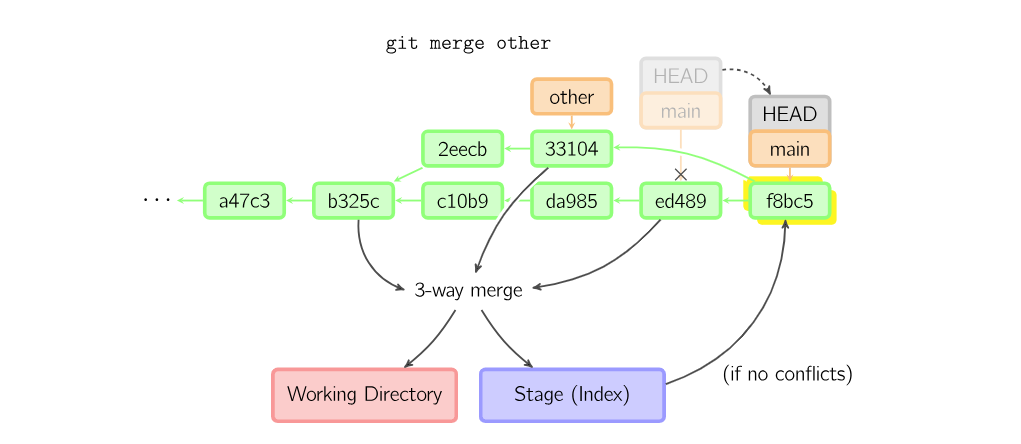 git merge other
HEAD
main
other
HEAD
main
2eecb
33104
...
a47c3
b325c
c10b9
da985
ed489
f8bc5
3-way merge
(if no conflicts)
Working Directory
Stage (Index)